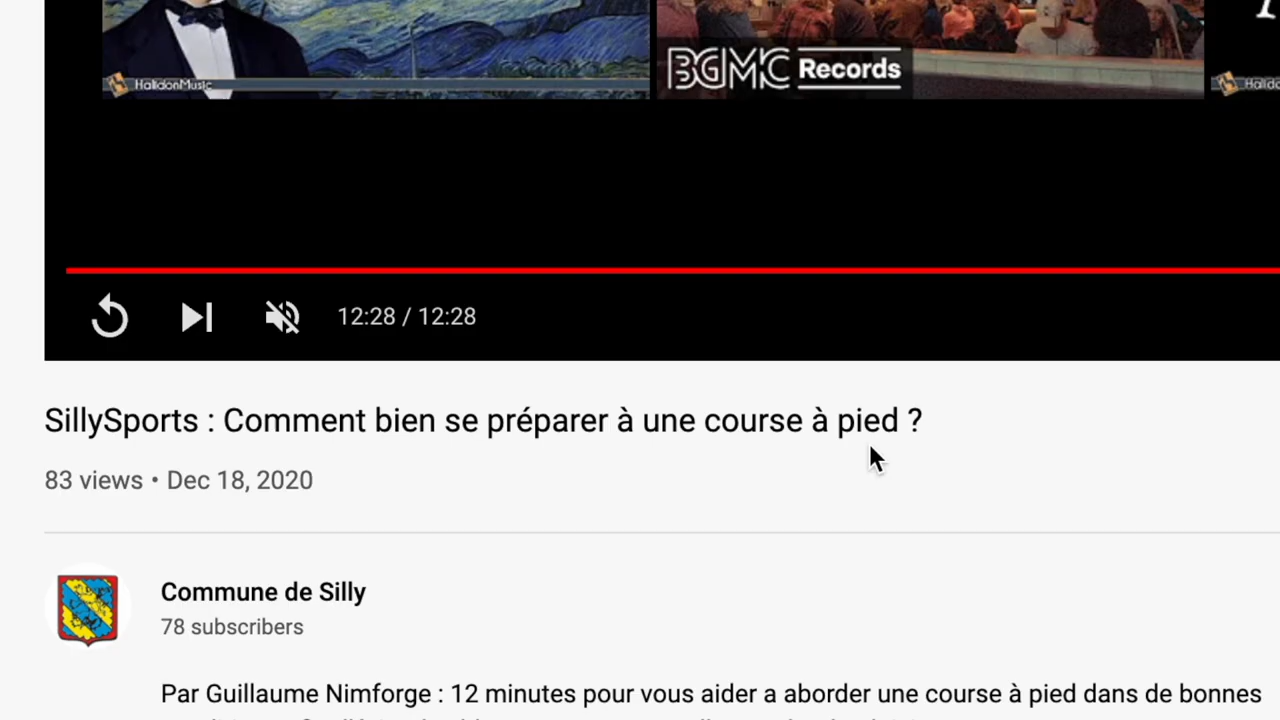 HalidonMusic
BGMC Records
12:28 / 12:28
SillySports : Comment bien se préparer à une course à pied ?
83 views • Dec 18, 2020
Commune de Silly
78 subscribers
Par Guillaume Nimforge : 12 minutes pour vous aider a aborder une course à pied dans de bonnes